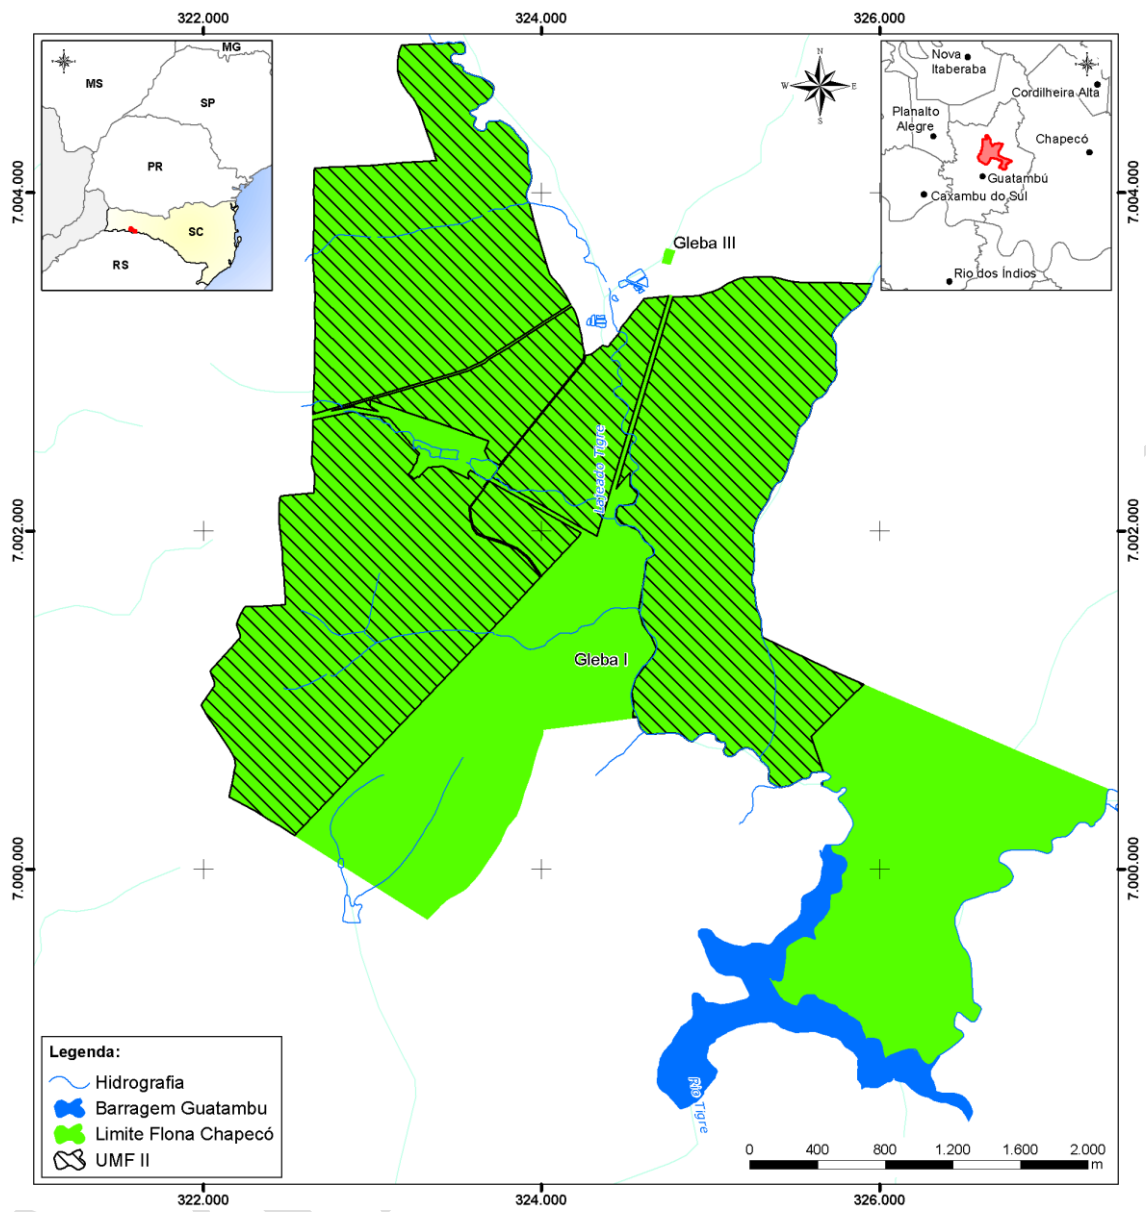 322.000
324.000
326.000
MG
MS
SP
PR
SC
RS
N
W
E
S
Nova
Itaberaba
Cordilheira Alta
Planalto
Alegre
Chapecó
Guatambú
Caxambu do Sul
Rio dos Índios
7.004.000
7.004.000
Gleba III
Lajeado Tigre
7.002.000
7.002.000
Gleba I
7.000.000
7.000.000
Rio Tigre
Legenda:
Hidrografia
Barragem Guatambu
Limite Flona Chapecó
UMF II
0
400
800
1.200
1.600
2.000
m
322.000
324.000
326.000